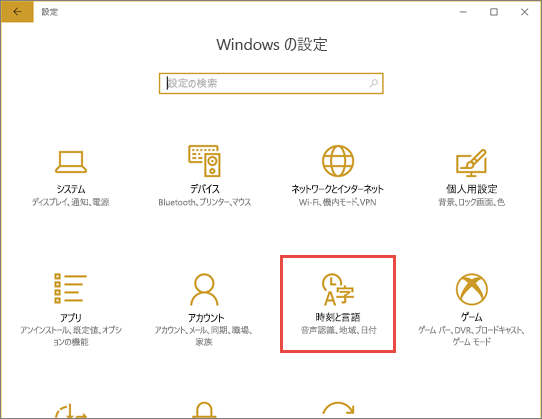 設定
Windows の設定
設定の検索
システム
ディスプレイ、通知、電源
デバイス
Bluetooth、プリンター、マウス
ネットワークとインターネット
Wi-Fi、機内モード、VPN
個人用設定
背景、ロック画面、色
アプリ
アンインストール、既定値、オプシ
ョンの機能
アカウント
アカウント、メール、同期、職場、
家族
A字
時刻と言語
音声認識、地域、日付
ゲーム
ゲーム バー、DVR、ブロードキャスト、
ゲーム モード